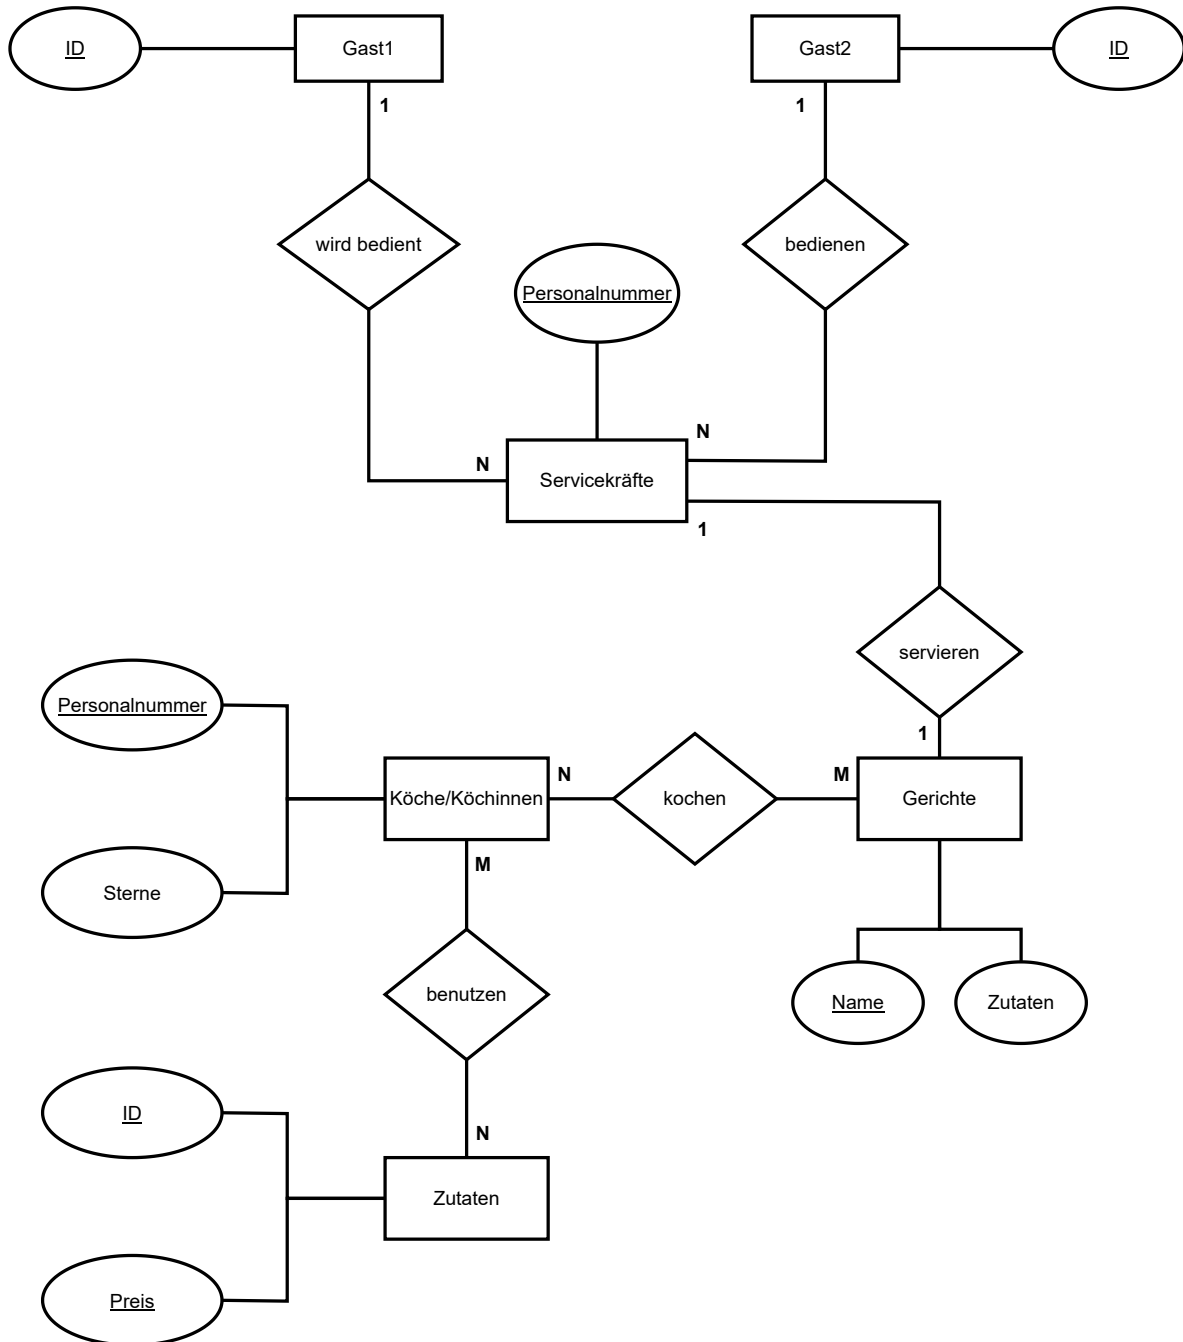 ID
Gast1
Gast2
ID
1
1
wird bedient
bedienen
Personalnummer
N
N
Servicekräfte
1
servieren
Personalnummer
1
N
M
Köche/Köchinnen
kochen
Gerichte
M
Sterne
benutzen
Name
Zutaten
ID
N
Zutaten
Preis